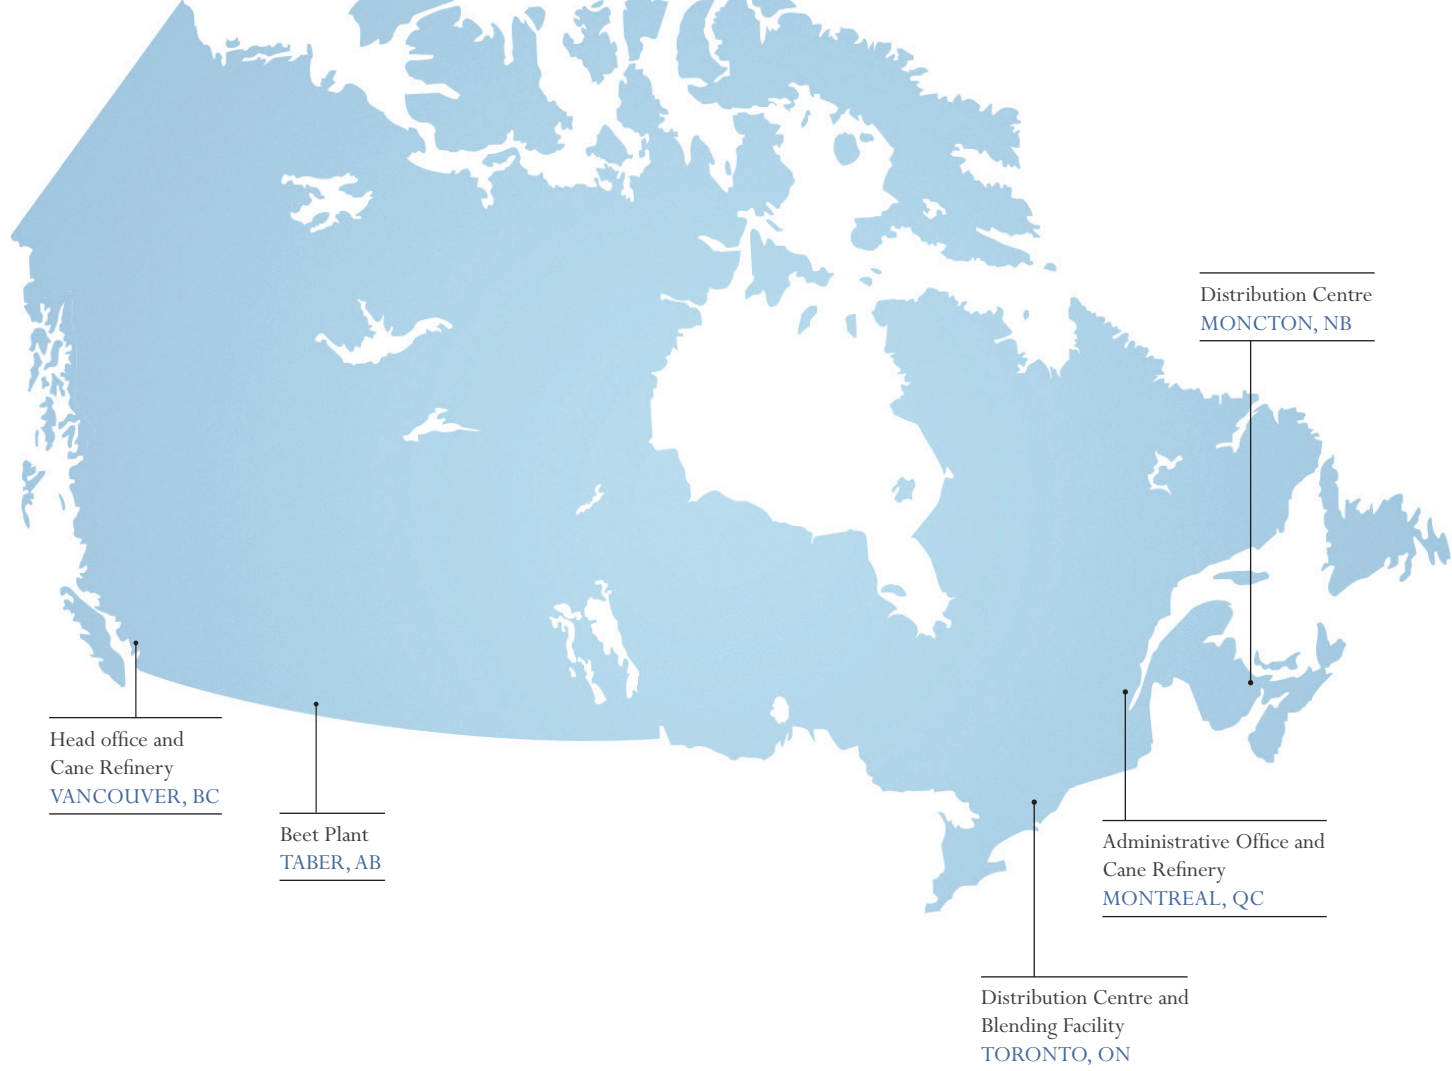 Distribution Centre
MONCTON, NB
Head office and
Cane Refinery
VANCOUVER, BC
Beet Plant
TABER, AB
Administrative Office and
Cane Refinery
MONTREAL, QC
Distribution Centre and
Blending Facility
TORONTO, ON